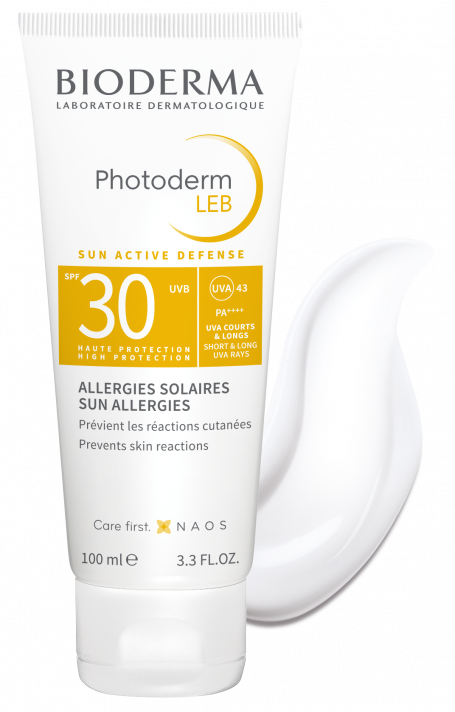 BIODERMA
LABORATOIRE DERMATOLOGIQUE
Photoderm
LEB
SUN ACTIVE DEFENSE
SPF 30 UVB
HAUTE PROTECTION
HIGH PROTECTION
UVA 43
PA++++
UVA COURTS
& LONGS
SHORT & LONG
UVA RAYS
ALLERGIES SOLAIRES
SUN ALLERGIES
Prévient les réactions cutanées
Prevents skin reactions
Care first. NAOS
100 ml ℮ 3.3 FL.OZ.